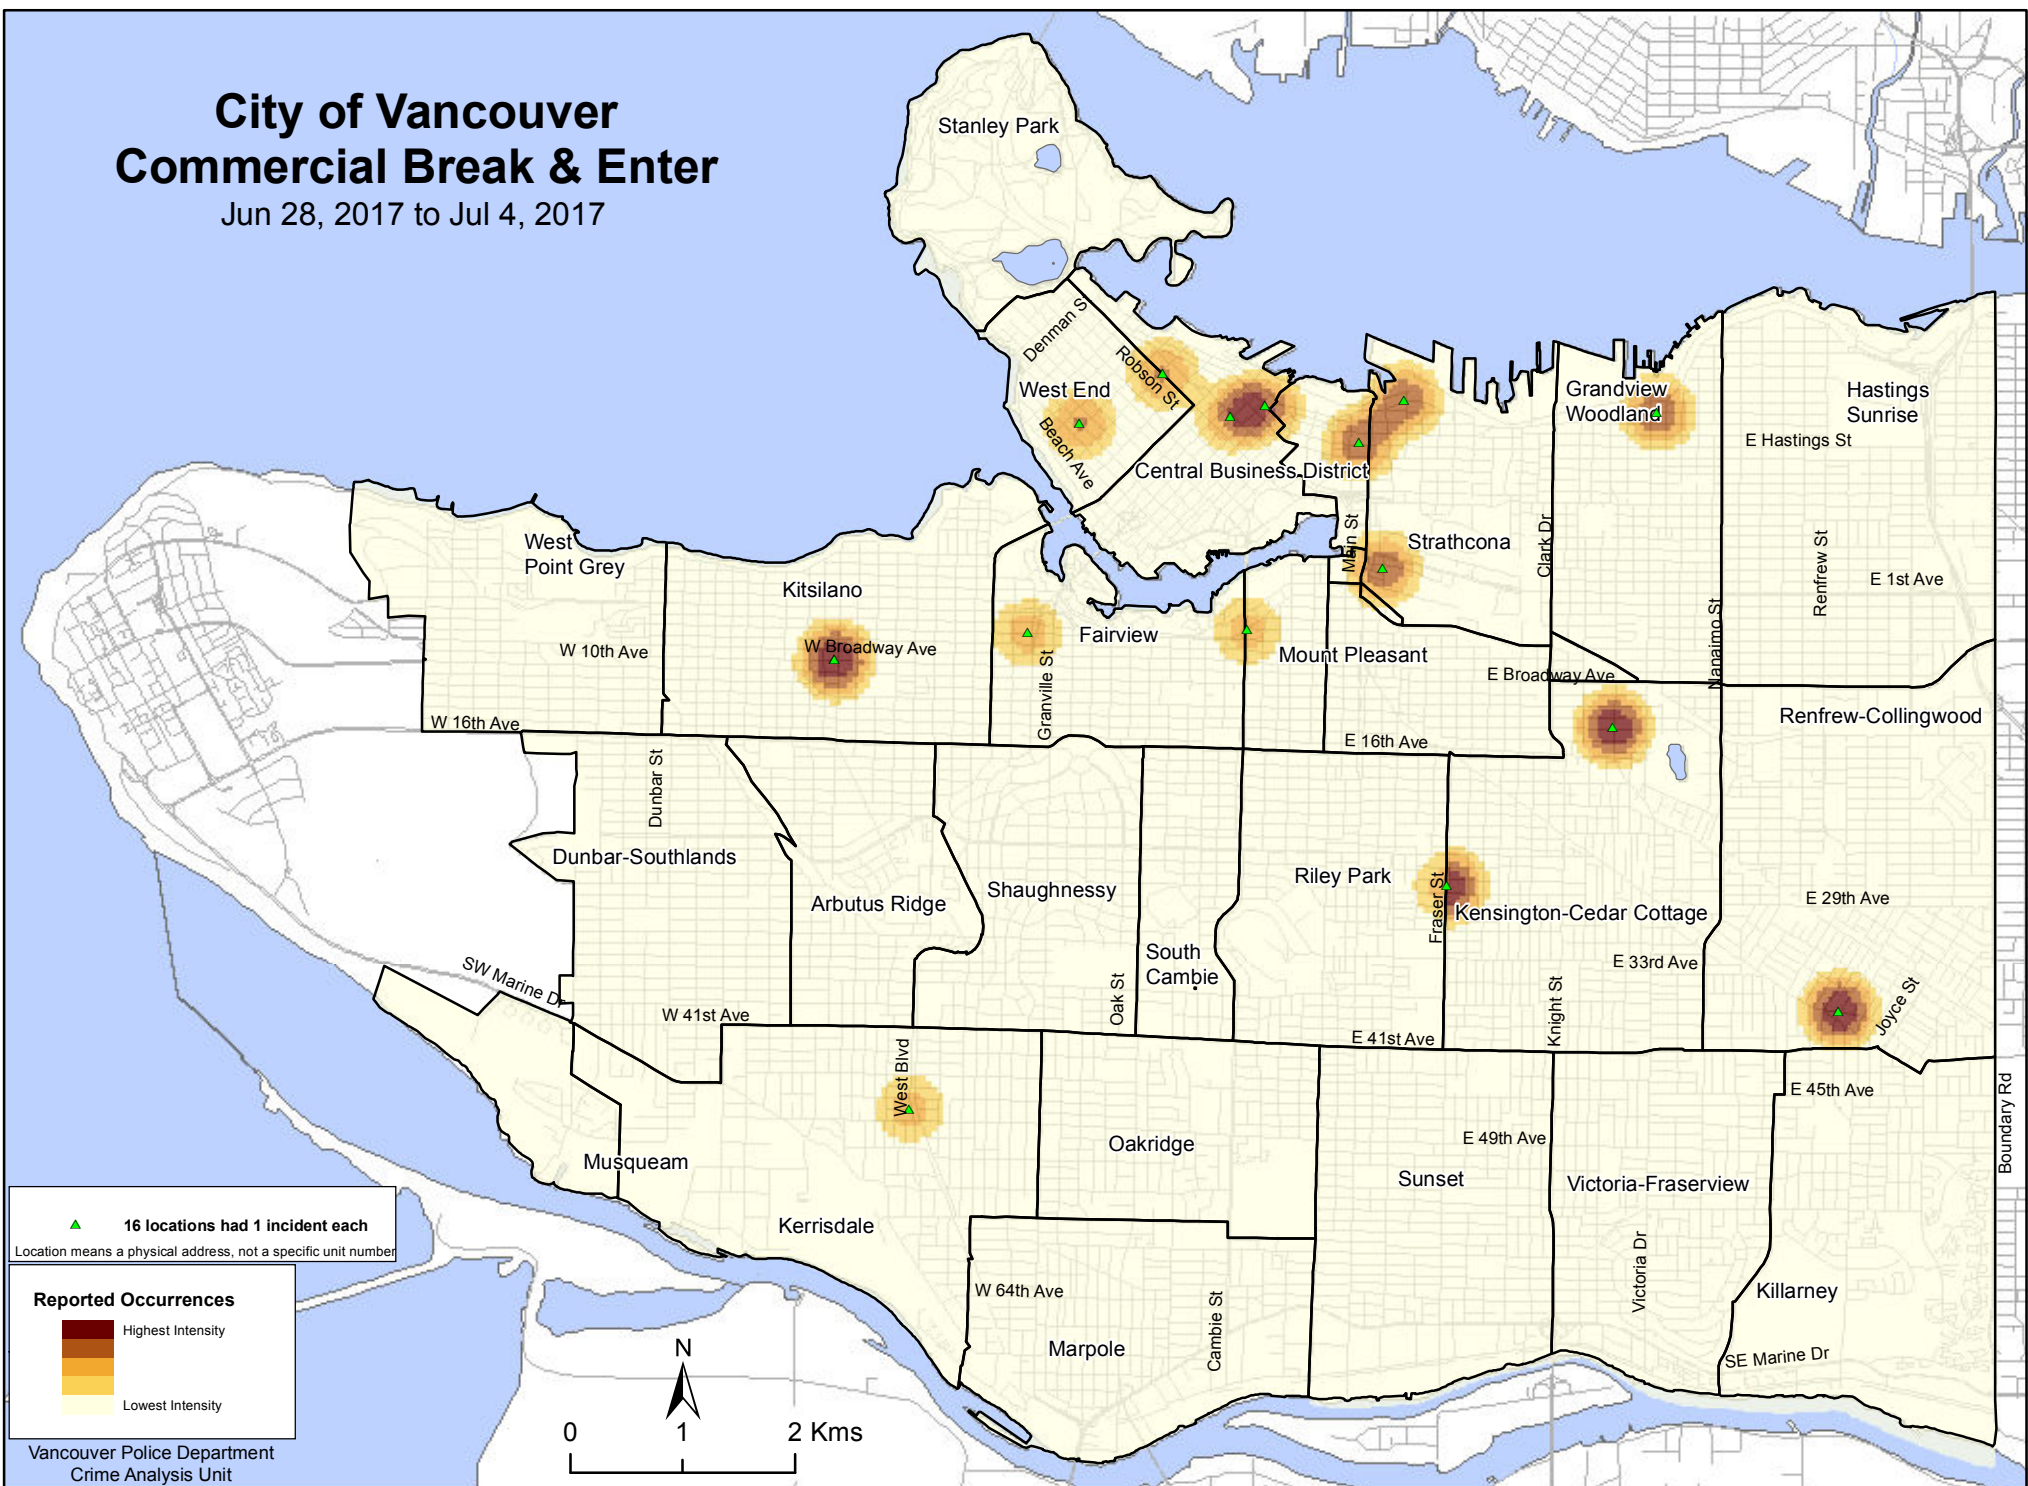 City of Vancouver
Commercial Break & Enter
Jun 28, 2017 to Jul 4, 2017
Stanley Park
Denman S
Robson St
West End
Beach Ave
Central Business District
Grandview
Woodland
Hastings
Sunrise
E Hastings St
West
Point Grey
Kitsilano
Main St
Strathcona
Clark Dr
Renfrew St
E 1st Ave
W 10th Ave
W Broadway Ave
Fairview
Granville St
Mount Pleasant
E Broadway Ave
Nanaimo St
W 16th Ave
E 16th Ave
Renfrew-Collingwood
Dunbar St
Dunbar-Southlands
Arbutus Ridge
Shaughnessy
Riley Park
Fraser St
Kensington-Cedar Cottage
E 29th Ave
South
Cambie
E 33rd Ave
SW Marine Dr
W 41st Ave
Oak St
E 41st Ave
Knight St
Joyce St
West Blvd
E 45th Ave
Boundary Rd
Musqueam
Oakridge
E 49th Ave
Sunset
Victoria-Fraserview
Kerrisdale
W 64th Ave
Cambie St
Victoria Dr
Killarney
Marpole
SE Marine Dr
16 locations had 1 incident each
Location means a physical address, not a specific unit number
Reported Occurrences
Highest Intensity
Lowest Intensity
N
0 1 2 Kms
Vancouver Police Department
Crime Analysis Unit